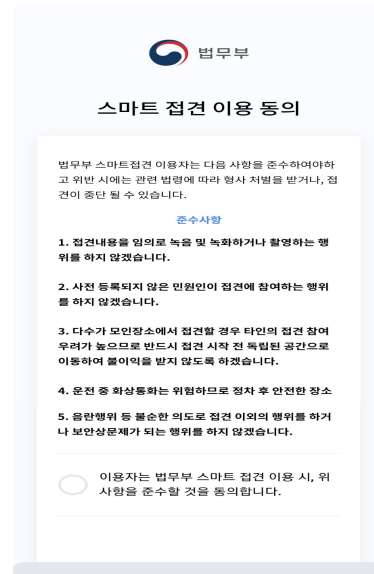 법무부
스마트 접견 이용 동의
법무부 스마트접견 이용자는 다음 사항을 준수하여야하
고 위반 시에는 관련 법령에 따라 형사 처벌을 받거나, 접
견이 중단 될 수 있습니다.
준수사항
1. 접견내용을 임의로 녹음 및 녹화하거나 촬영하는 행
위를 하지 않겠습니다.
2. 사전 등록되지 않은 민원인이 접견에 참여하는 행위
를 하지 않겠습니다.
3. 다수가 모인장소에서 접견할 경우 타인의 접견 참여
우려가 높으므로 반드시 접견 시작 전 독립된 공간으로
이동하여 불이익을 받지 않도록 하겠습니다.
4. 운전 중 화상통화는 위험하므로 정차 후 안전한 장소
5. 음란행위 등 불순한 의도로 접견 이외의 행위를 하거
나 보안상문제가 되는 행위를 하지 않겠습니다.
이용자는 법무부 스마트 접견 이용 시, 위
사항을 준수할 것을 동의합니다.